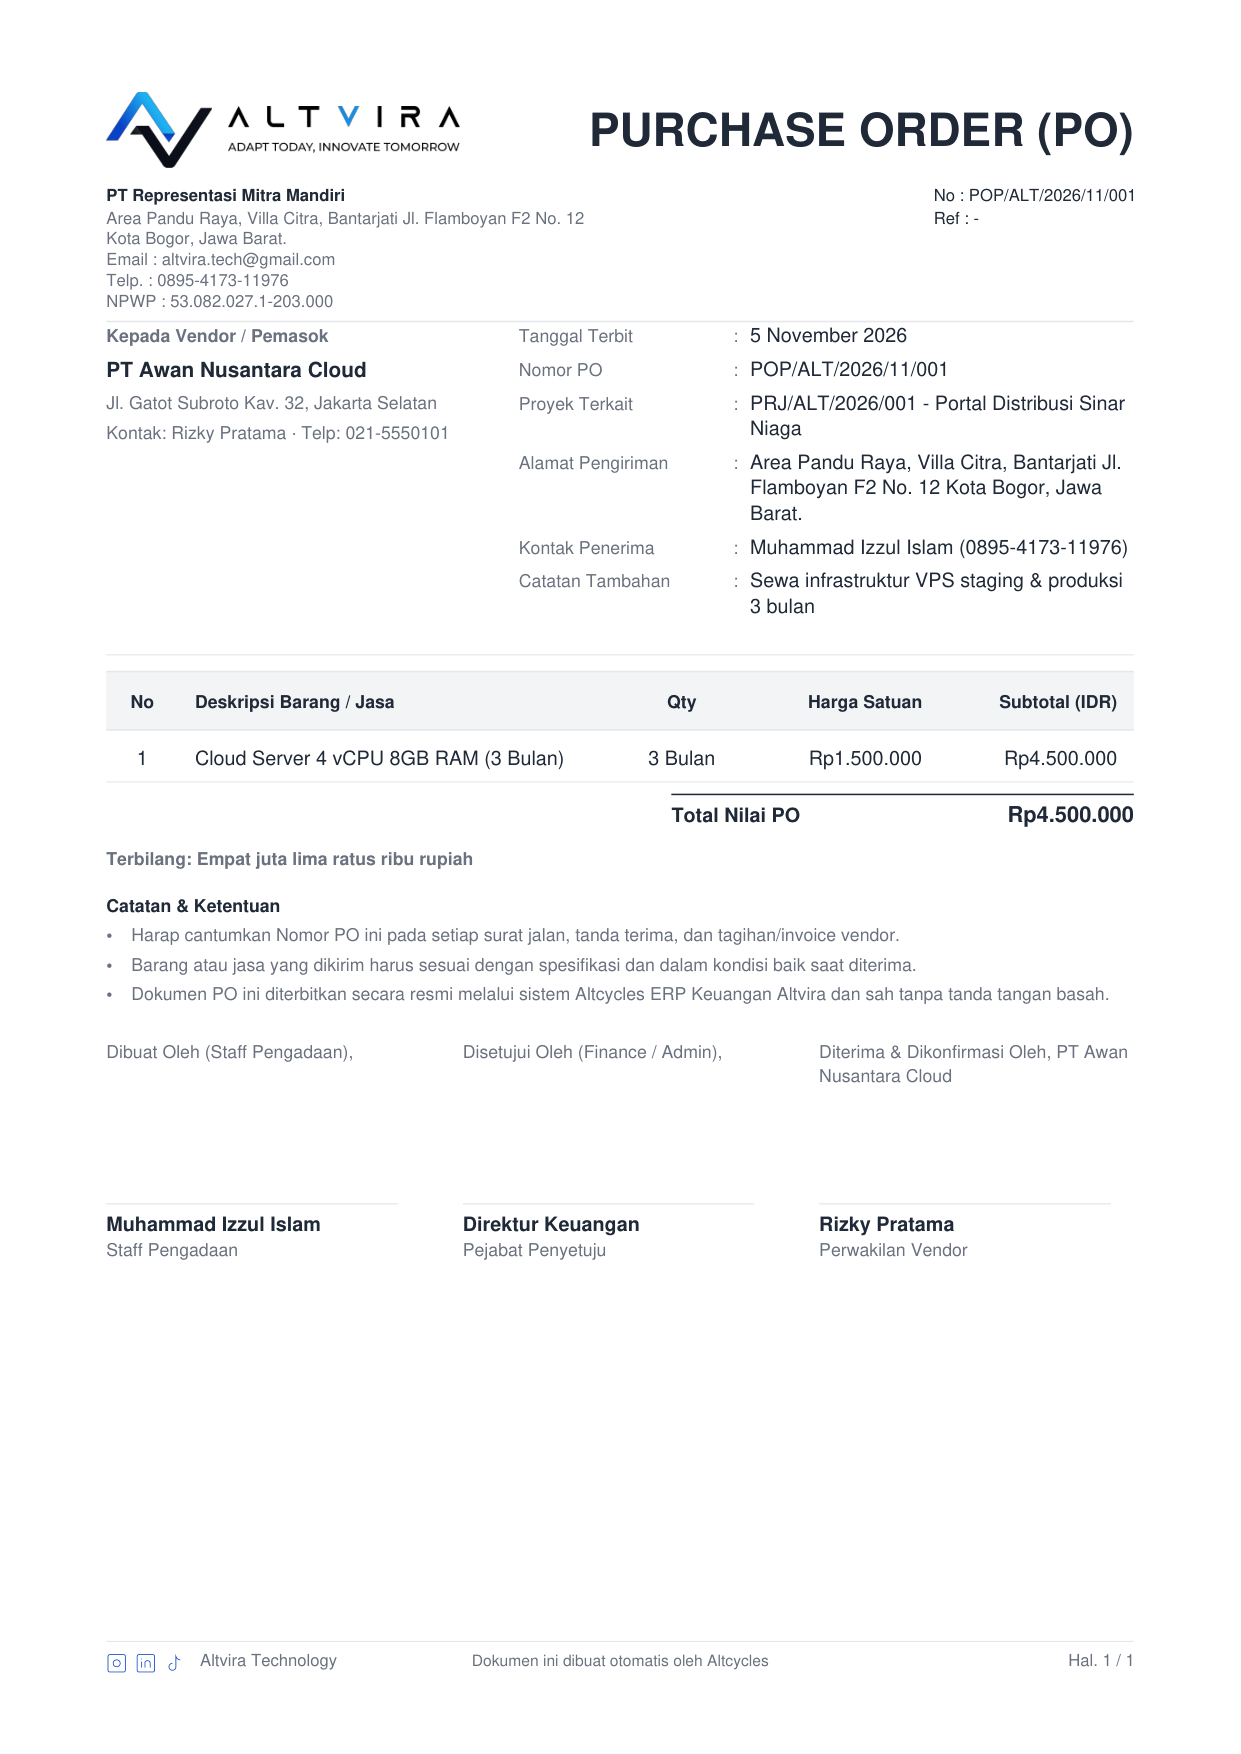 ALTVIRA
ADAPT TODAY, INNOVATE TOMORROW
PURCHASE ORDER (PO)
PT Representasi Mitra Mandiri
Area Pandu Raya, Villa Citra, Bantarjati Jl. Flamboyan F2 No. 12
Kota Bogor, Jawa Barat.
Email : altvira.tech@gmail.com
Telp. : 0895-4173-11976
NPWP : 53.082.027.1-203.000
No : POP/ALT/2026/11/001
Ref : -
Kepada Vendor / Pemasok
PT Awan Nusantara Cloud
Jl. Gatot Subroto Kav. 32, Jakarta Selatan
Kontak: Rizky Pratama · Telp: 021-5550101
Tanggal Terbit : 5 November 2026
Nomor PO : POP/ALT/2026/11/001
Proyek Terkait : PRJ/ALT/2026/001 - Portal Distribusi Sinar
Niaga
Alamat Pengiriman : Area Pandu Raya, Villa Citra, Bantarjati Jl.
Flamboyan F2 No. 12 Kota Bogor, Jawa
Barat.
Kontak Penerima : Muhammad Izzul Islam (0895-4173-11976)
Catatan Tambahan : Sewa infrastruktur VPS staging & produksi
3 bulan
No Deskripsi Barang / Jasa Qty Harga Satuan Subtotal (IDR)
1 Cloud Server 4 vCPU 8GB RAM (3 Bulan) 3 Bulan Rp1.500.000 Rp4.500.000
Total Nilai PO Rp4.500.000
Terbilang: Empat juta lima ratus ribu rupiah
Catatan & Ketentuan
• Harap cantumkan Nomor PO ini pada setiap surat jalan, tanda terima, dan tagihan/invoice vendor.
• Barang atau jasa yang dikirim harus sesuai dengan spesifikasi dan dalam kondisi baik saat diterima.
• Dokumen PO ini diterbitkan secara resmi melalui sistem Altcycles ERP Keuangan Altvira dan sah tanpa tanda tangan basah.
Dibuat Oleh (Staff Pengadaan),
Disetujui Oleh (Finance / Admin),
Diterima & Dikonfirmasi Oleh, PT Awan
Nusantara Cloud
Muhammad Izzul Islam
Staff Pengadaan
Direktur Keuangan
Pejabat Penyetuju
Rizky Pratama
Perwakilan Vendor
Altvira Technology
Dokumen ini dibuat otomatis oleh Altcycles
Hal. 1 / 1